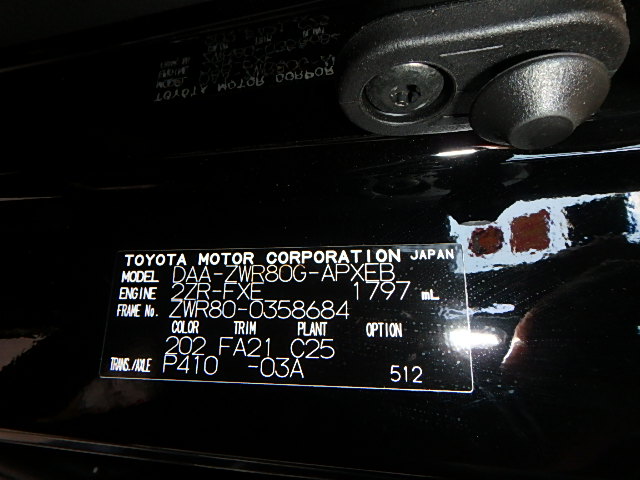 TOYOTA MOTOR CORPORATION JAPAN
MODEL DAA-ZWR80G-APXEB
ENGINE 2ZR-FXE 1797 mL
FRAME No. ZWR80-0358684
COLOR TRIM PLANT OPTION
202 FA21 C25
TRANS./AXLE P410 -03A 512